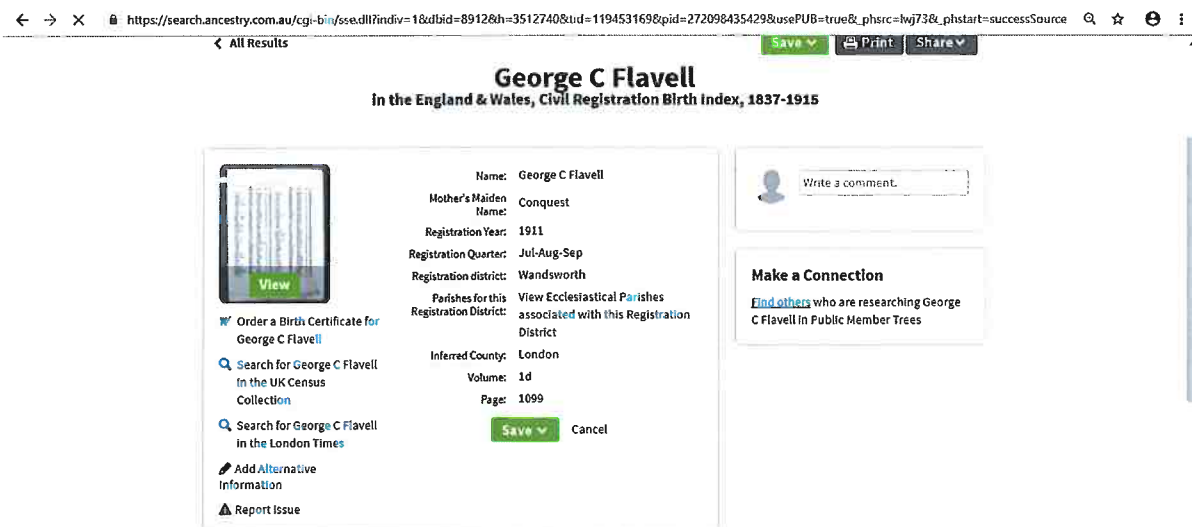 https://search.ancestry.com.au/cgi-bin/sse.dll?indiv=1&dbid=8912&h=3512740&tid=119453169&pid=272098435429&usePUB=true&_phsrc=lwj73&_phstart=successSource
All Results
Save
Print
Share
George C Flavell
in the England & Wales, Civil Registration Birth Index, 1837-1915
View
Order a Birth Certificate for
George C Flavell
Search for George C Flavell
in the UK Census
Collection
Search for George C Flavell
in the London Times
Add Alternative
Information
Report Issue
Name: George C Flavell
Mother's Maiden
Name: Conquest
Registration Year: 1911
Registration Quarter: Jul-Aug-Sep
Registration district: Wandsworth
Parishes for this
Registration District: View Ecclesiastical Parishes
associated with this Registration
District
Inferred County: London
Volume: 1d
Page: 1099
Save Cancel
Write a comment.
Make a Connection
Find others who are researching George
C Flavell in Public Member Trees